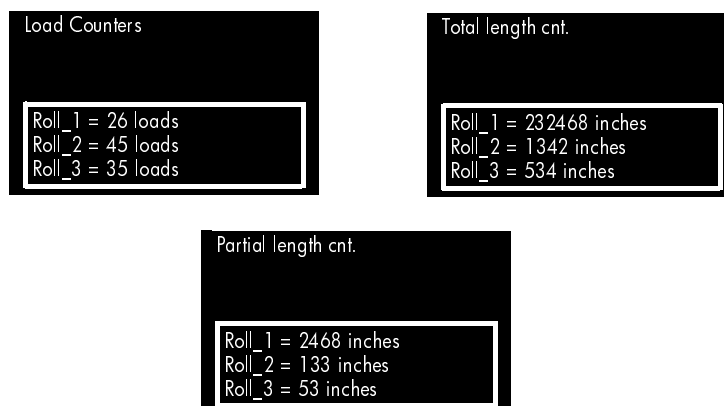 Load Counters
Roll_1 = 26 loads
Roll_2 = 45 loads
Roll_3 = 35 loads
Total length cnt.
Roll_1 = 232468 inches
Roll_2 = 1342 inches
Roll_3 = 534 inches
Partial length cnt.
Roll_1 = 2468 inches
Roll_2 = 133 inches
Roll_3 = 53 inches